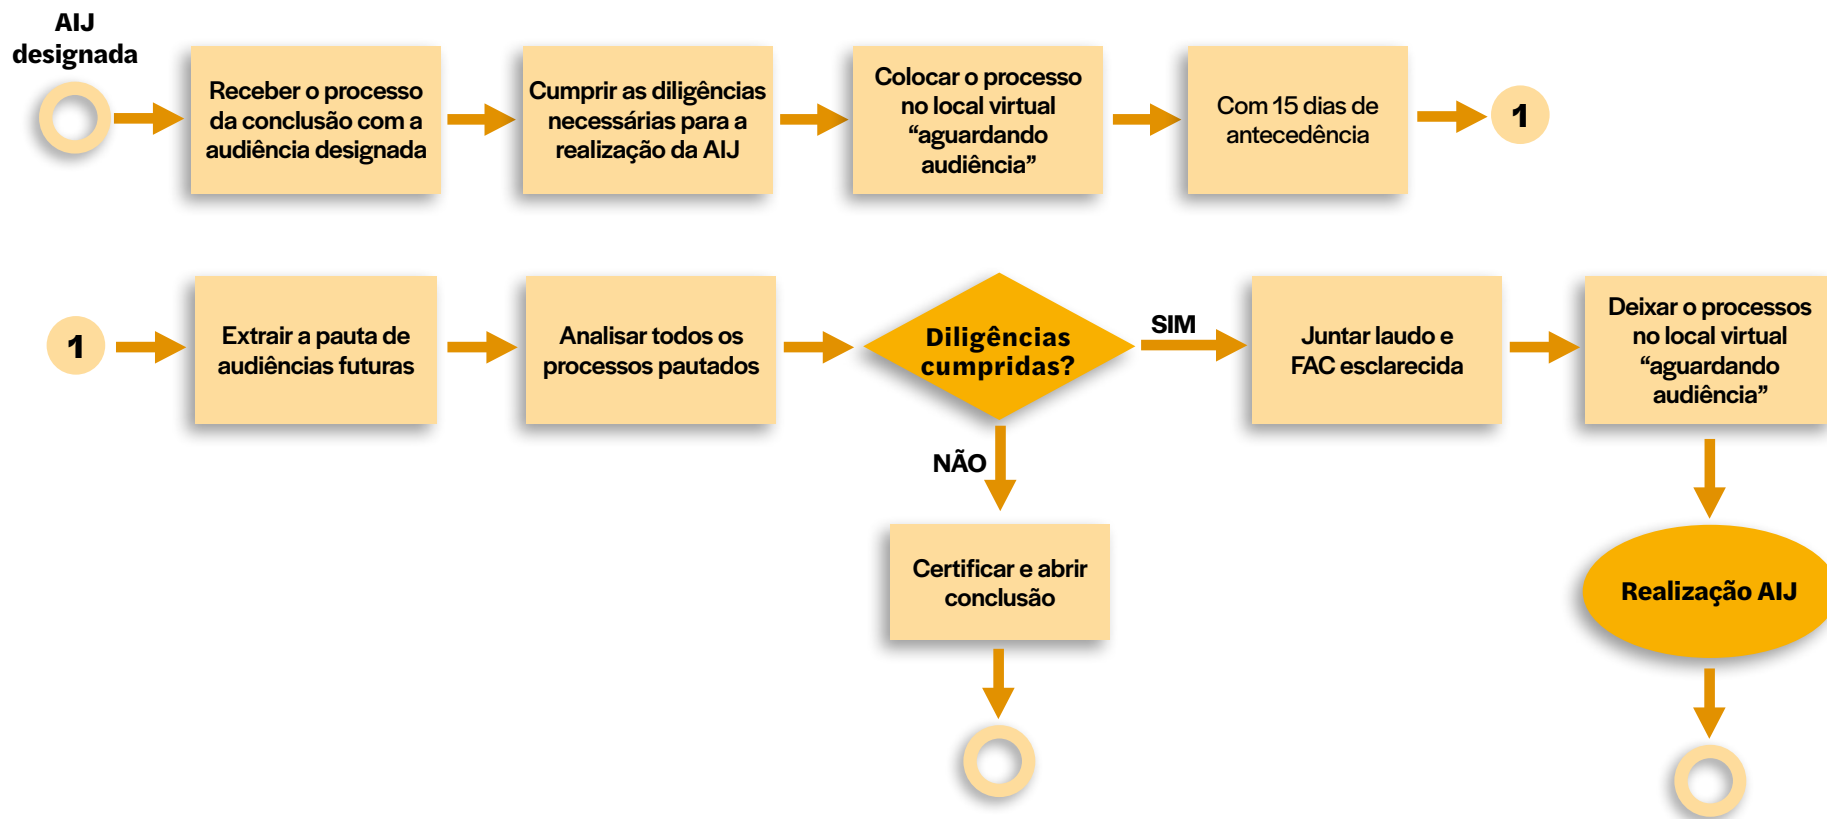 AIJ
designada
Receber o processo
da conclusão com a
audiência designada
Cumprir as diligências
necessárias para a
realização da AIJ
Colocar o processo
no local virtual
“aguardando
audiência”
Com 15 dias de
antecedência
1
1
Extrair a pauta de
audiências futuras
Analisar todos os
processos pautados
Diligências
cumpridas?
SIM
Juntar laudo e
FAC esclarecida
Deixar o processos
no local virtual
“aguardando
audiência”
NÃO
Certificar e abrir
conclusão
Realização AIJ